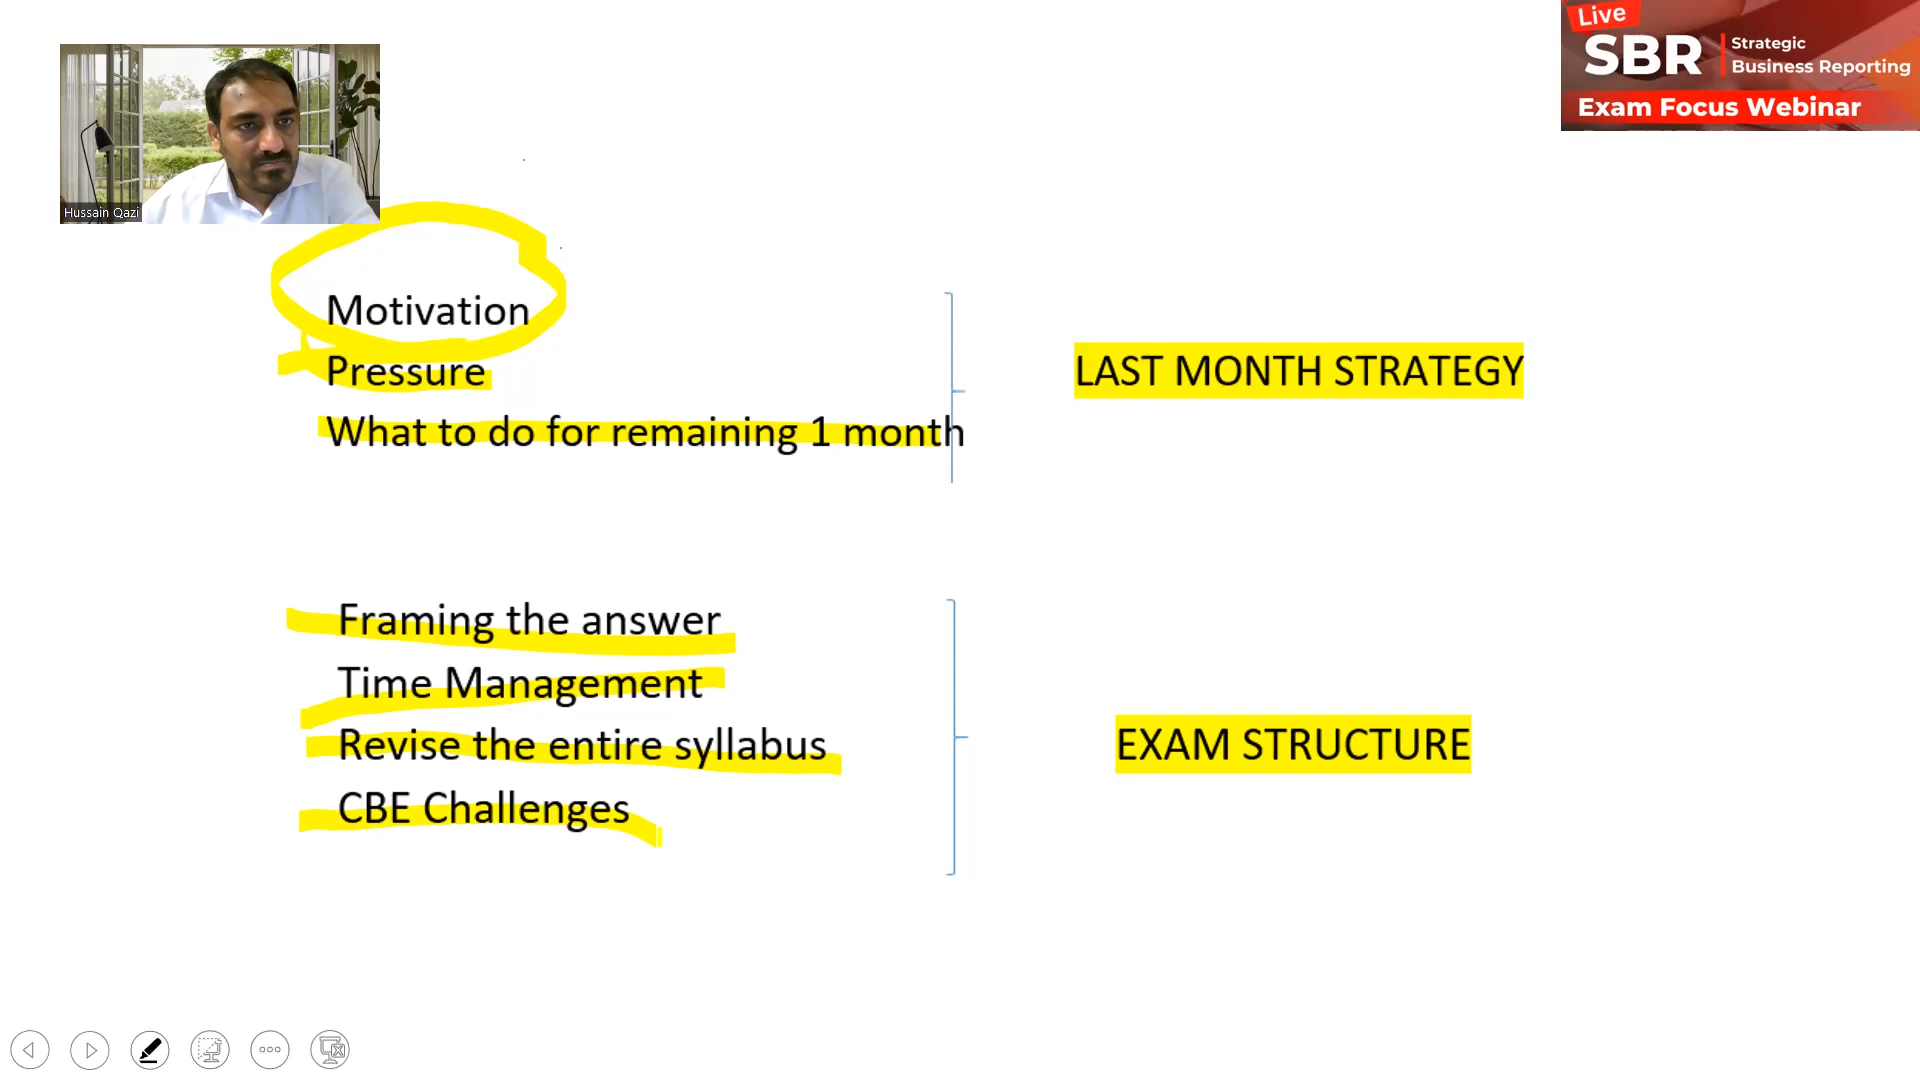 Live
SBR
Strategic
Business Reporting
Exam Focus Webinar
Hussain Qazi
Motivation
Pressure
What to do for remaining 1 month
LAST MONTH STRATEGY
Framing the answer
Time Management
Revise the entire syllabus
CBE Challenges
EXAM STRUCTURE